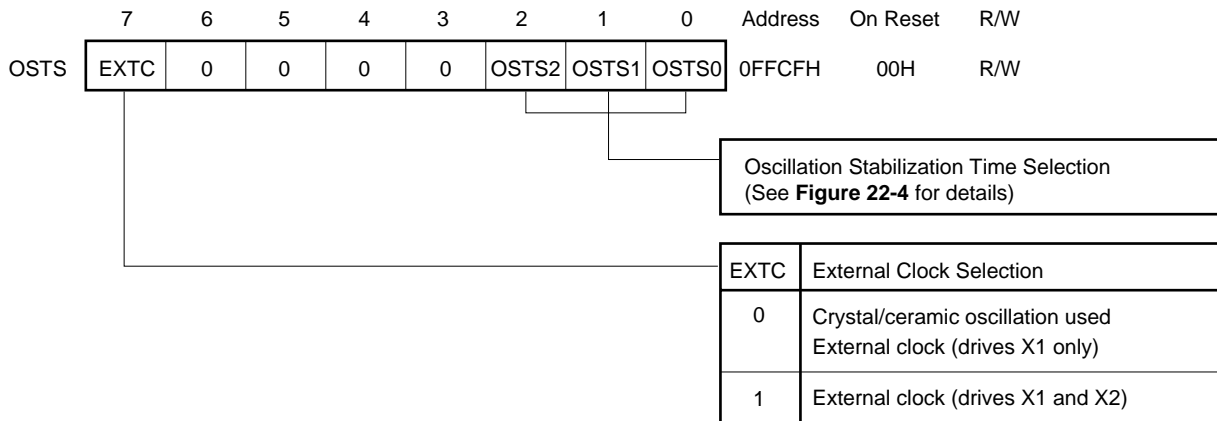 7 6 5 4 3 2 1 0 Address On Reset R/W
OSTS EXTC 0 0 0 0 OSTS2 OSTS1 OSTS0 0FFCFH 00H R/W
Oscillation Stabilization Time Selection
(See Figure 22-4 for details)
EXTC External Clock Selection
0 Crystal/ceramic oscillation used
External clock (drives X1 only)
1 External clock (drives X1 and X2)